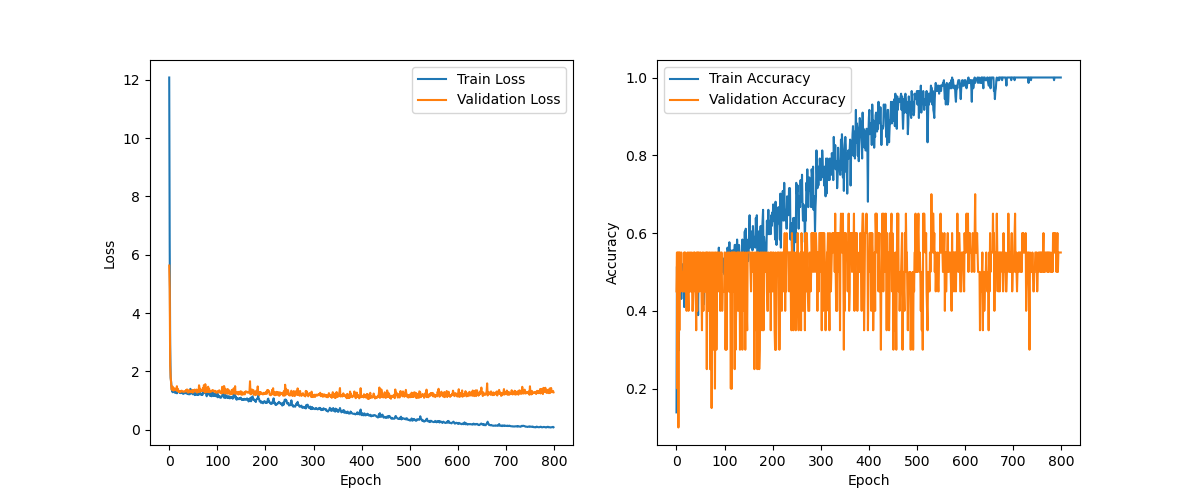 Train Loss
Validation Loss
12
10
8
6
4
2
0
Loss
0 100 200 300 400 500 600 700 800
Epoch
Train Accuracy
Validation Accuracy
1.0
0.8
0.6
0.4
0.2
Accuracy
0 100 200 300 400 500 600 700 800
Epoch